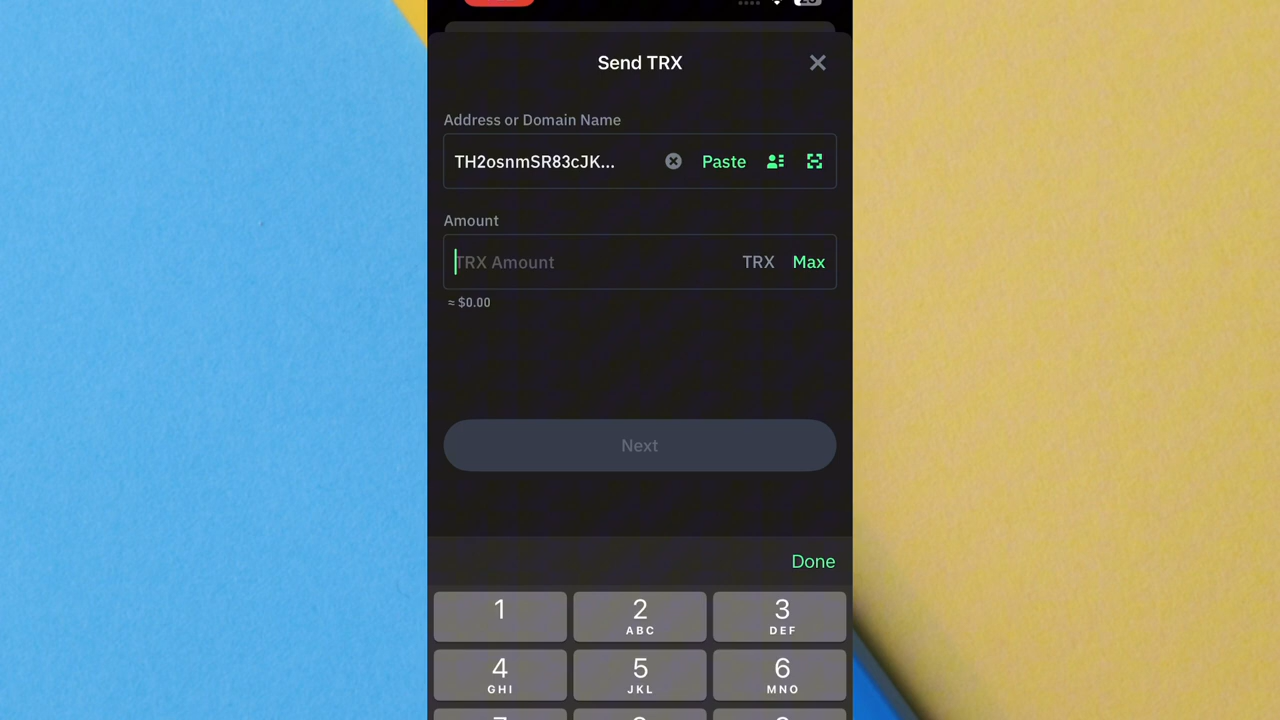 Send TRX
Address or Domain Name
TH2osnmSR83cJK...
Paste
Amount
TRX Amount
TRX
Max
≈ $0.00
Next
Done
1
2
3
ABC
DEF
4
5
6
GHI
JKL
MNO